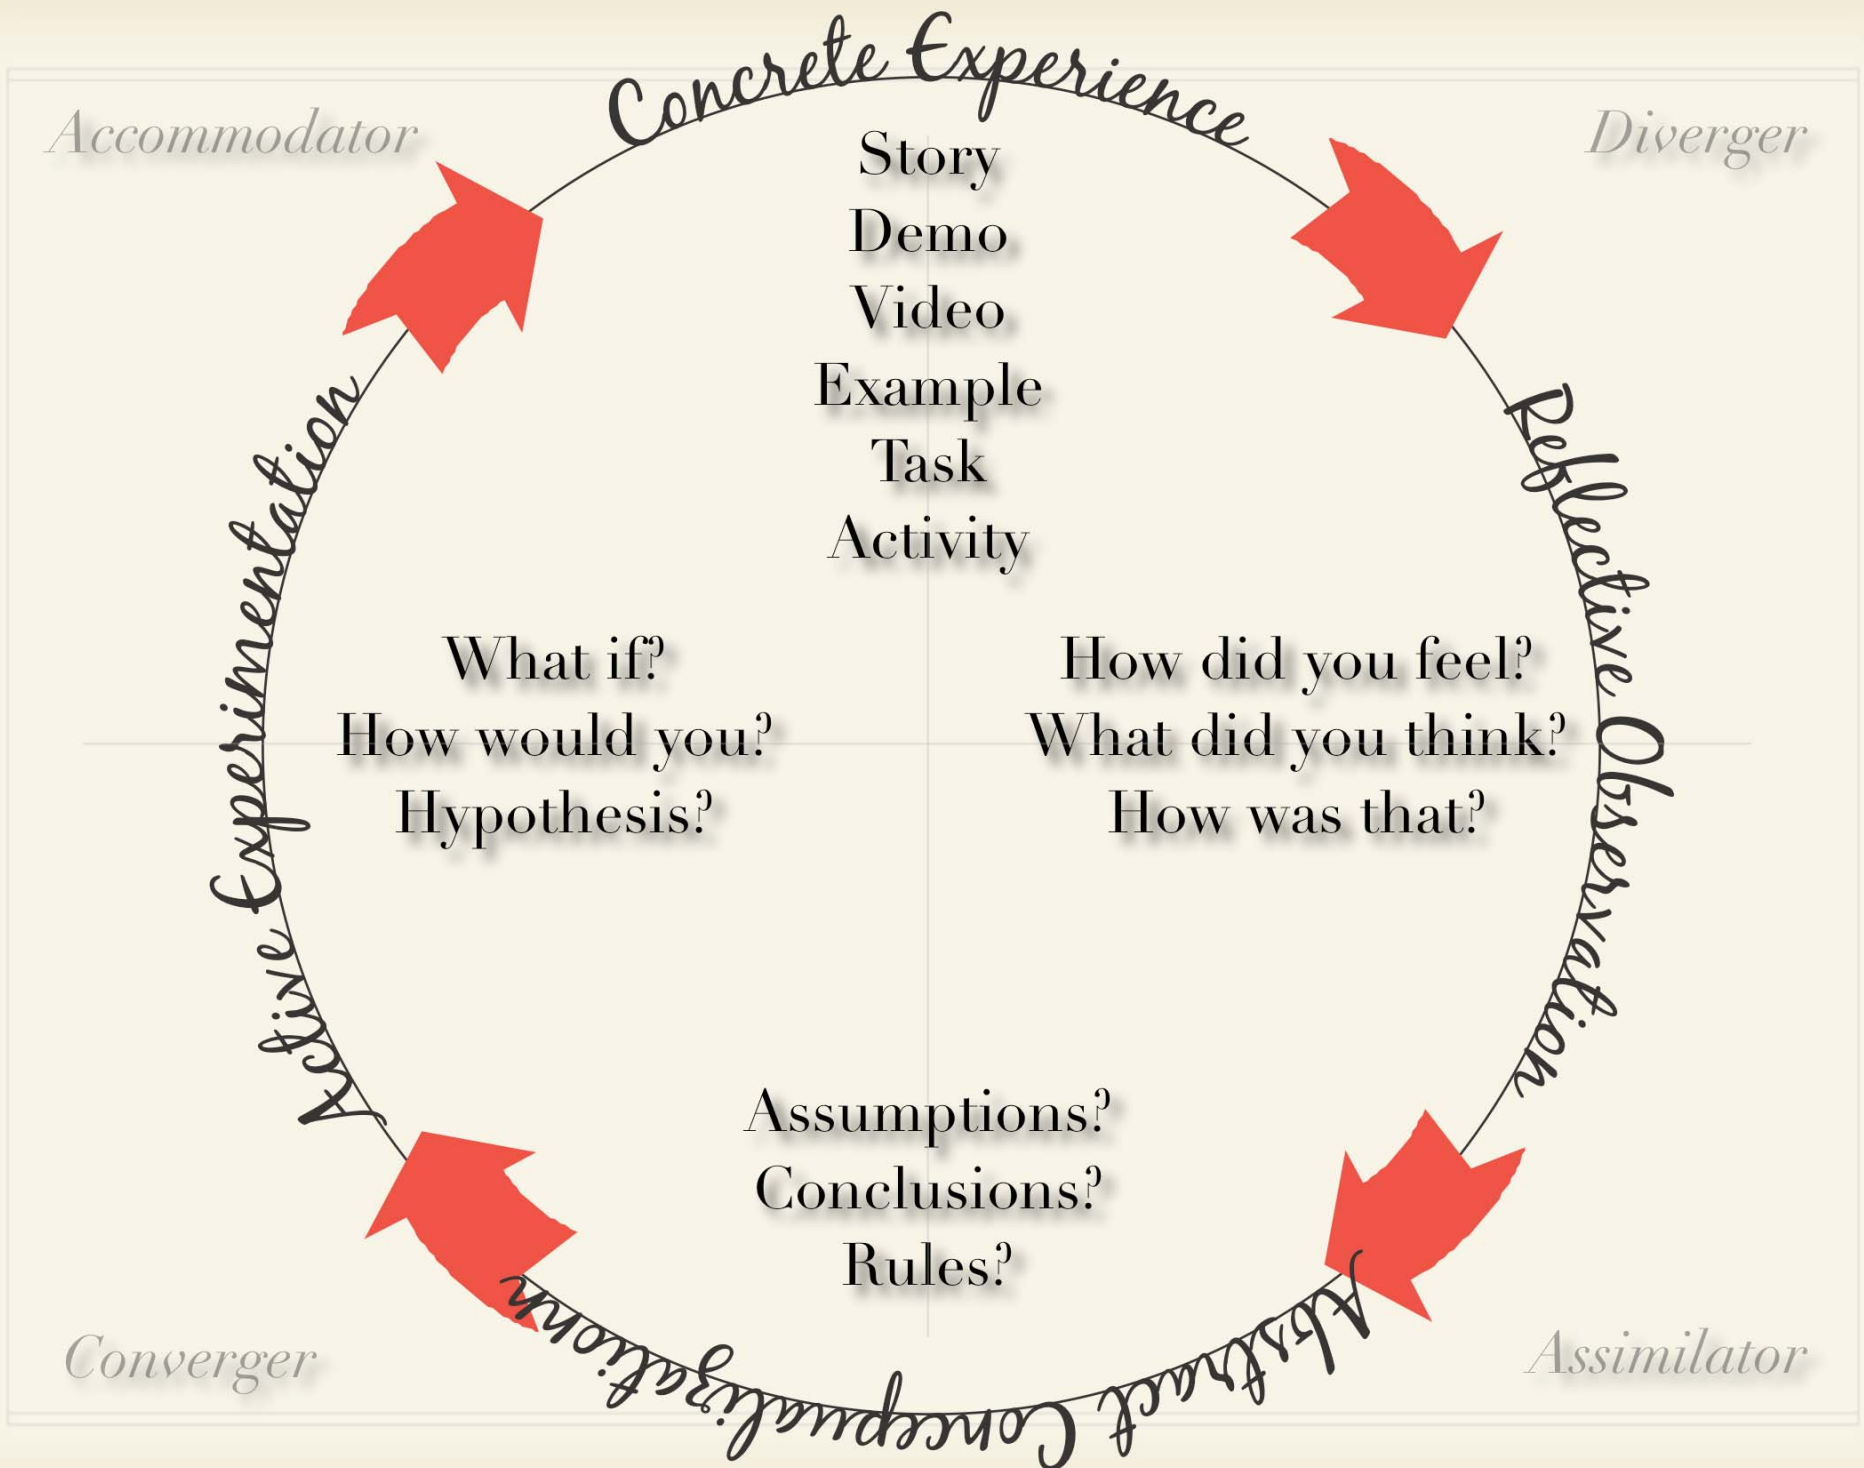 Concrete Experience
Accommodator
Diverger
Story
Demo
Video
Example
Task
Activity
Active Experimentation
Reflective Observation
What if?
How would you?
Hypothesis?
How did you feel?
What did you think?
How was that?
Assumptions?
Conclusions?
Rules?
Converger
Assimilator
Abstract Concepualization